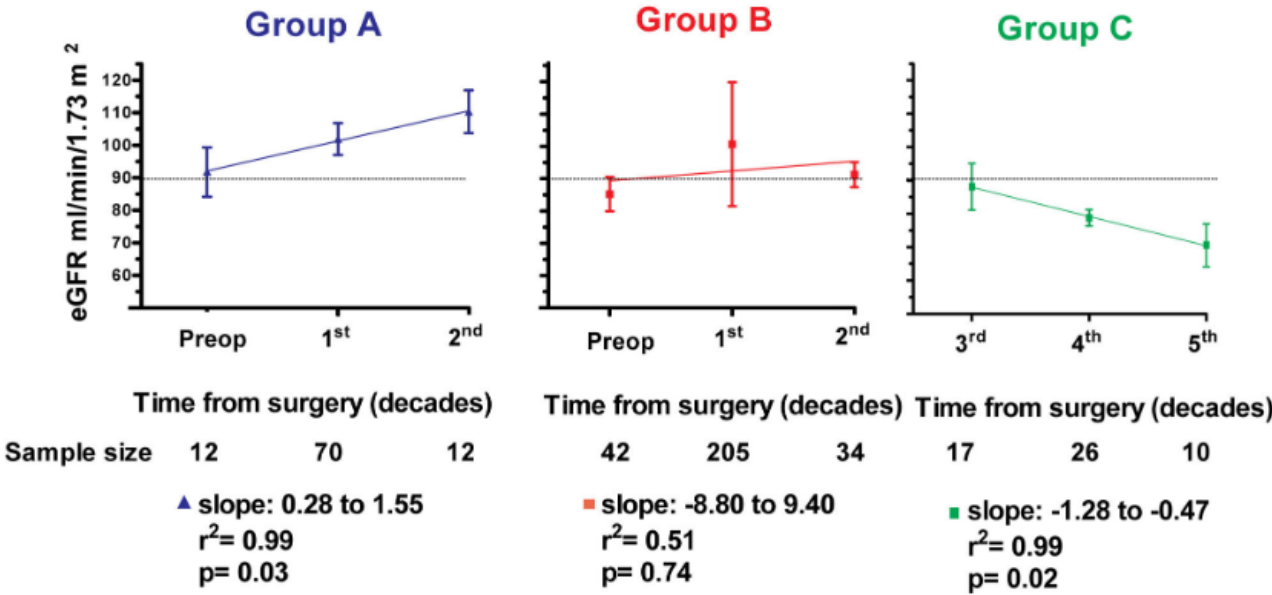 Group A Group B Group C
eGFR ml/min/1.73 m²
120
110
100
90
80
70
60
Preop 1ˢᵗ 2ⁿᵈ Preop 1ˢᵗ 2ⁿᵈ 3ʳᵈ 4ᵗʰ 5ᵗʰ
Time from surgery (decades) Time from surgery (decades) Time from surgery (decades)
Sample size 12 70 12 42 205 34 17 26 10
slope: 0.28 to 1.55 slope: -8.80 to 9.40 slope: -1.28 to -0.47
r²= 0.99 r²= 0.51 r²= 0.99
p= 0.03 p= 0.74 p= 0.02